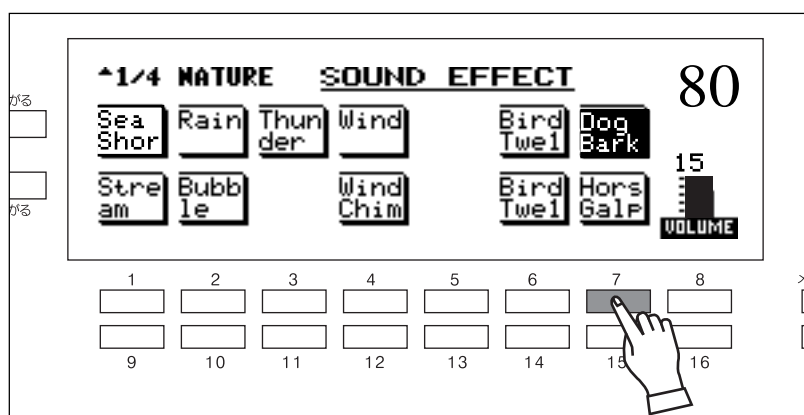 1/4 NATURE SOUND EFFECT 80
がる
Sea Shor Rain Thun der Wind Bird Twe1 Dog Bark
15
Stre am Bubb le Wind Chim Bird Twe1 Hors Galp
VOLUME
がる
1 2 3 4 5 6 7 8
9 10 11 12 13 14 15 16